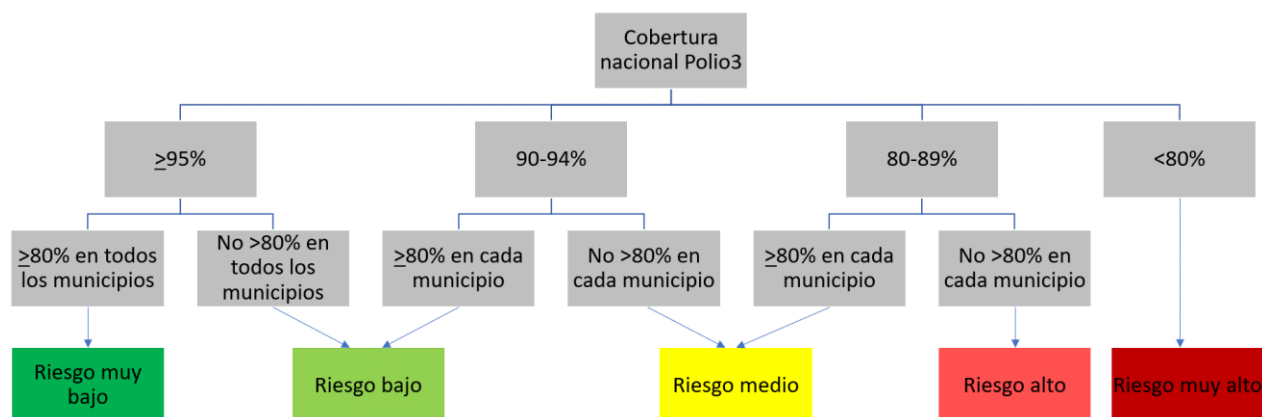 Cobertura
nacional Polio3
≥95%
90-94%
80-89%
<80%
≥80% en todos
los municipios
No >80% en
todos los
municipios
≥80% en cada
municipio
No >80% en
cada municipio
≥80% en cada
municipio
No >80% en
cada municipio
Riesgo muy
bajo
Riesgo bajo
Riesgo medio
Riesgo alto
Riesgo muy alto